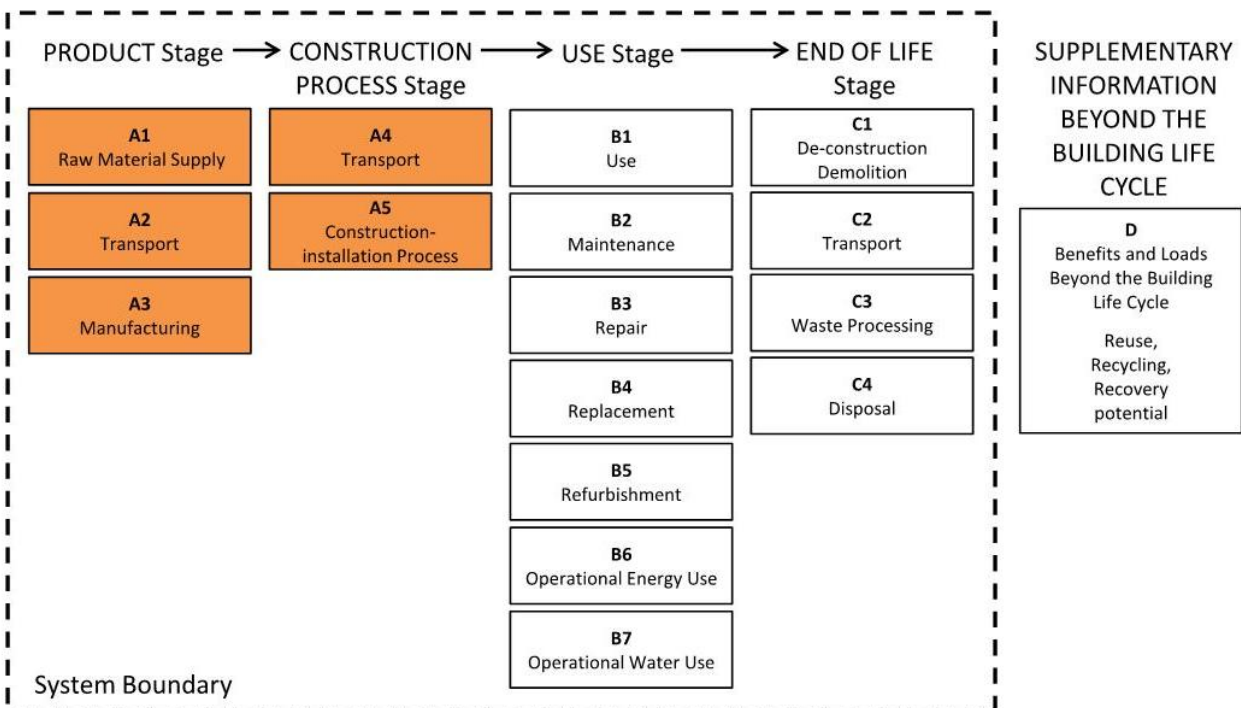 PRODUCT Stage
CONSTRUCTION
PROCESS Stage
USE Stage
END OF LIFE
Stage
SUPPLEMENTARY
INFORMATION
BEYOND THE
BUILDING LIFE
CYCLE
A1
Raw Material Supply
A2
Transport
A3
Manufacturing
A4
Transport
A5
Construction-
installation Process
B1
Use
B2
Maintenance
B3
Repair
B4
Replacement
B5
Refurbishment
B6
Operational Energy Use
B7
Operational Water Use
C1
De-construction
Demolition
C2
Transport
C3
Waste Processing
C4
Disposal
D
Benefits and Loads
Beyond the Building
Life Cycle
Reuse,
Recycling,
Recovery
potential
System Boundary